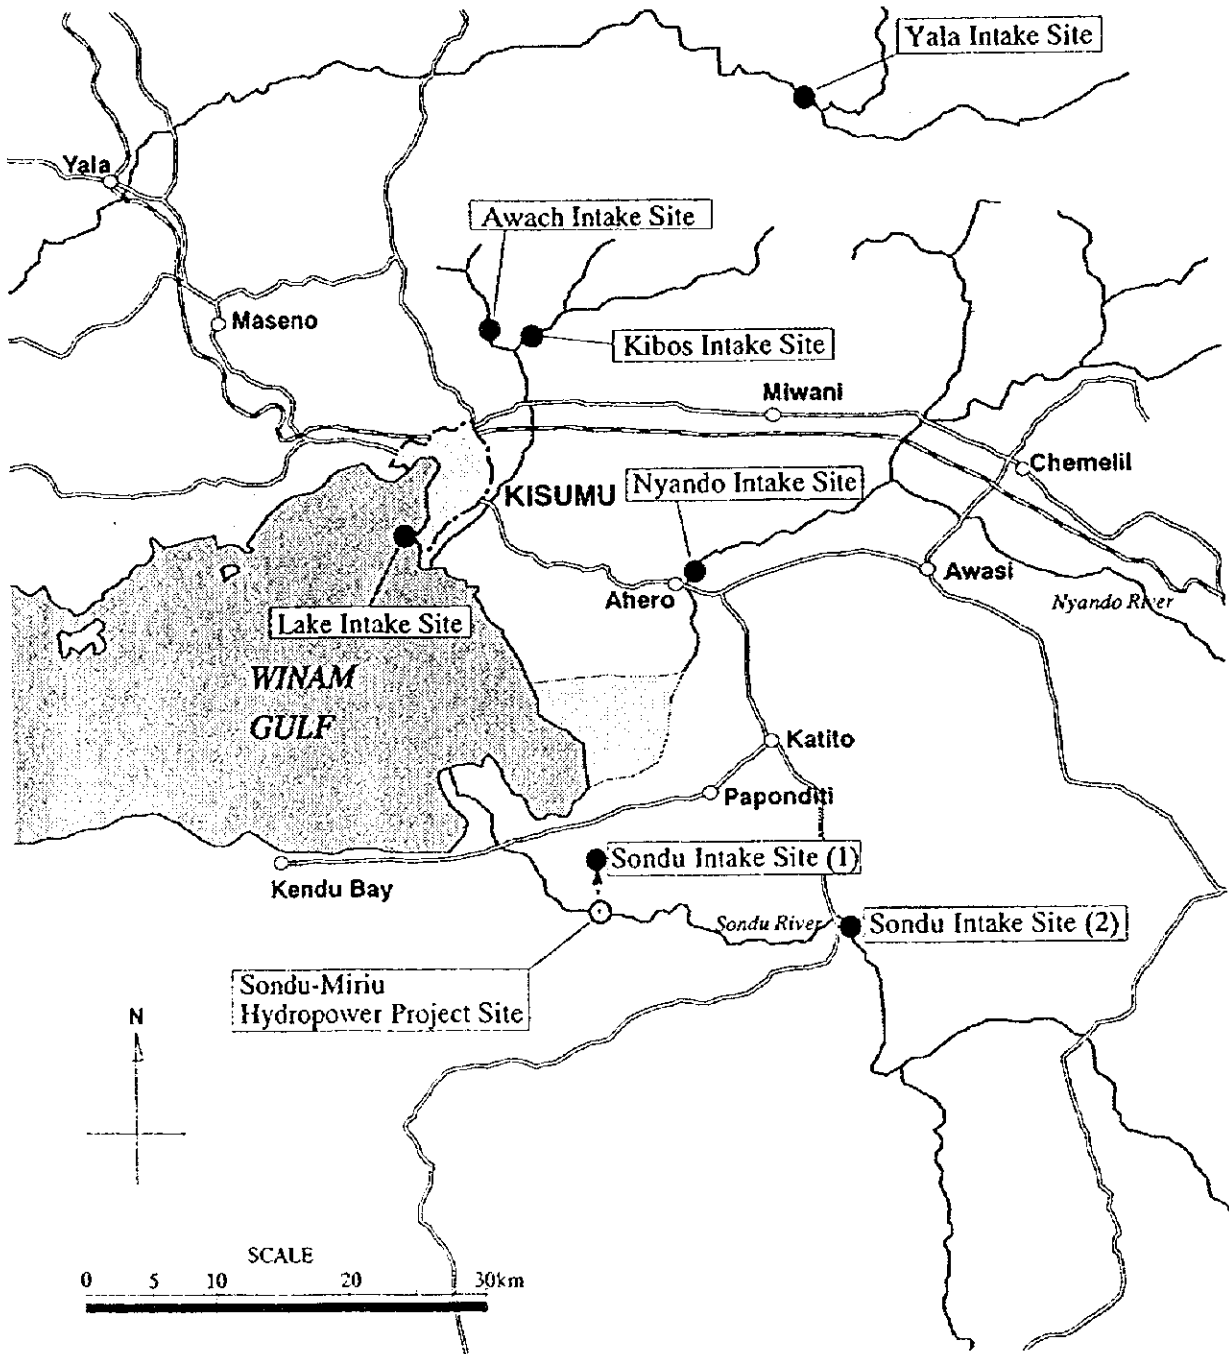 Yala Intake Site
Yala
Awach Intake Site
Maseno
Kibos Intake Site
Miwani
Chemelil
KISUMU
Nyando Intake Site
Ahero
Awasi
Nyando River
Lake Intake Site
WINAM
GULF
Katito
Paponditi
Sondu Intake Site (1)
Kendu Bay
Sondu River
Sondu Intake Site (2)
Sondu-Miriu
Hydropower Project Site
N
SCALE
0 5 10 20 30km